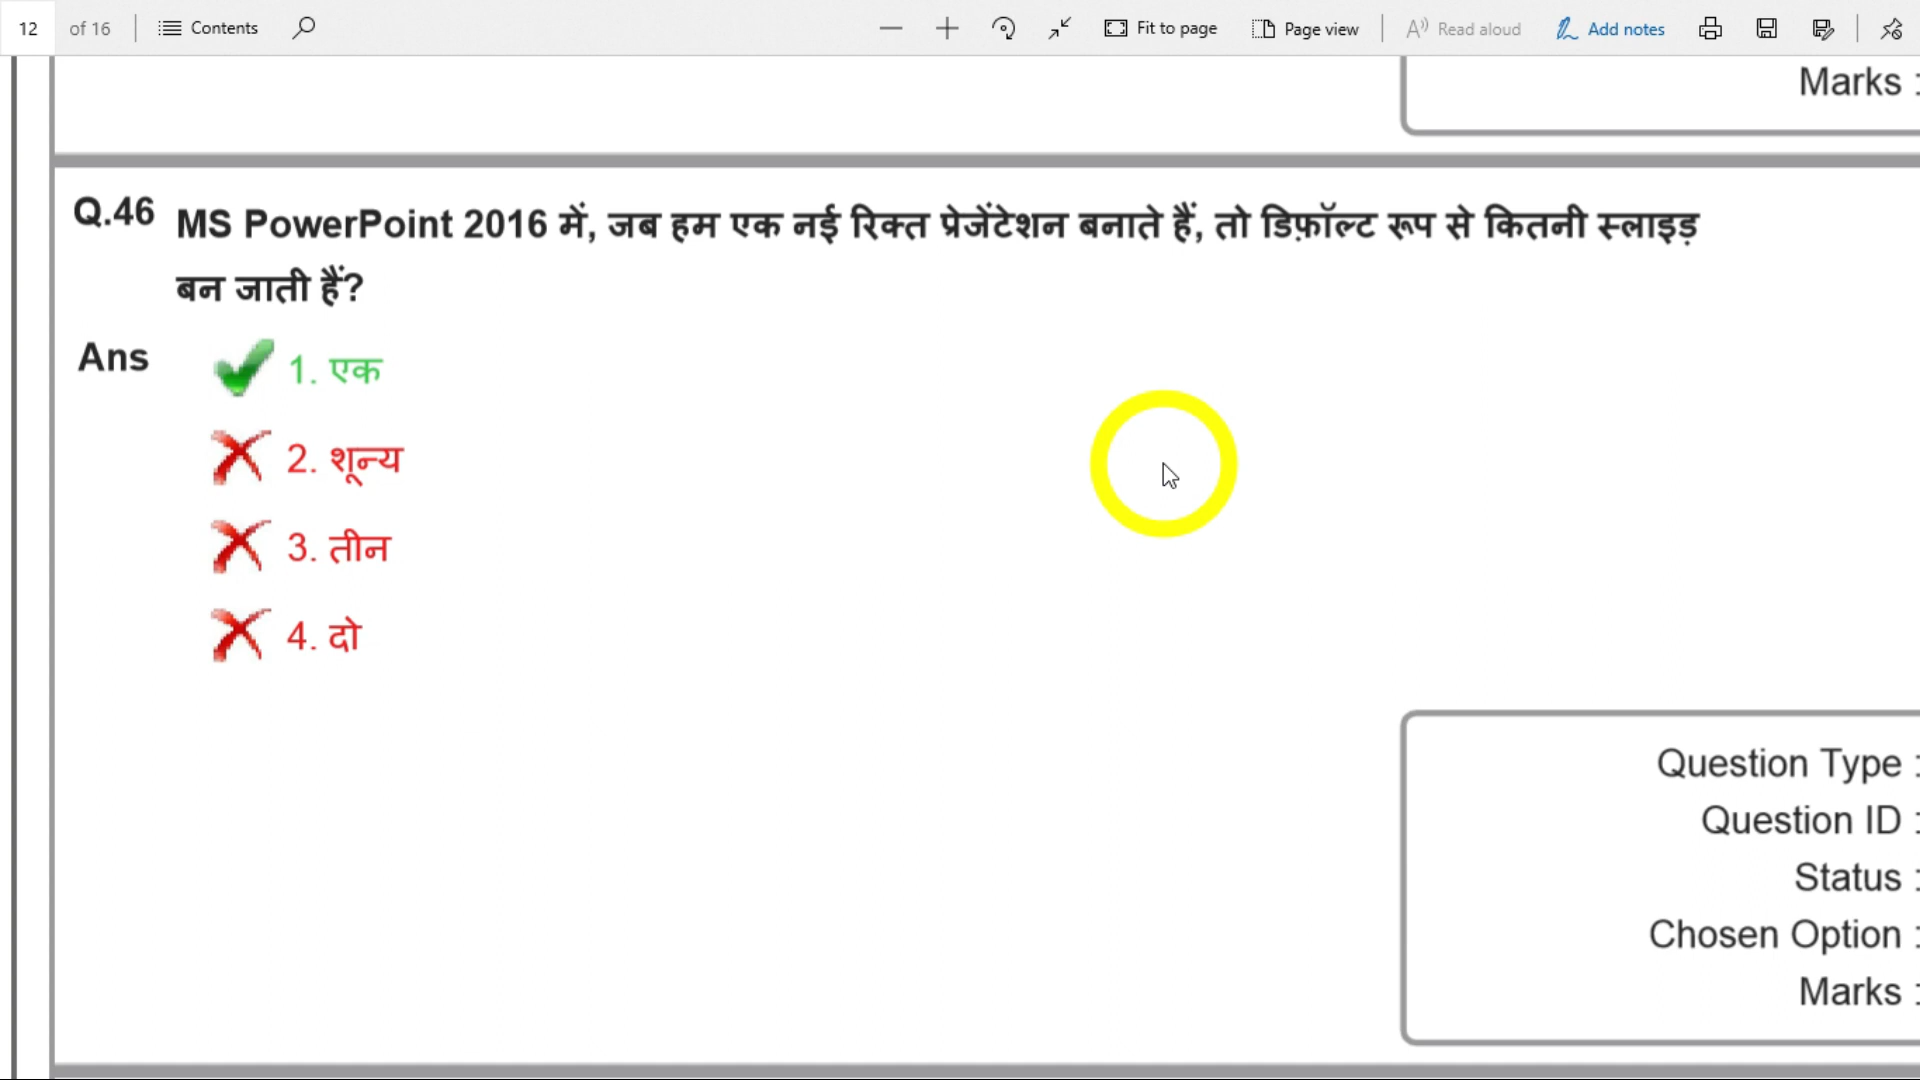 12 of 16 Contents Fit to page Page view Read aloud Add notes
Marks :
Q.46 MS PowerPoint 2016 में, जब हम एक नई रिक्त प्रेजेंटेशन बनाते हैं, तो डिफ़ॉल्ट रूप से कितनी स्लाइड़
बन जाती हैं?
Ans 1. एक
2. शून्य
3. तीन
4. दो
Question Type :
Question ID :
Status :
Chosen Option :
Marks :